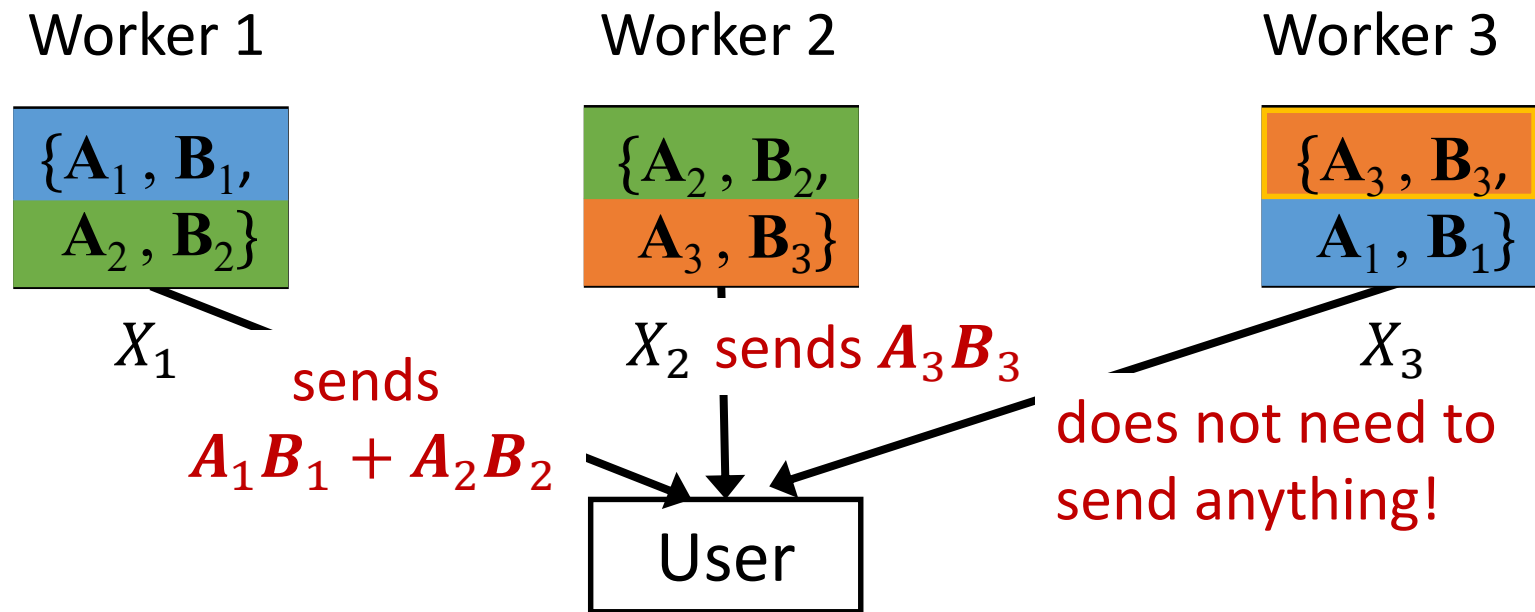 Worker 1
Worker 2
Worker 3
{A₁ , B₁,
A₂ , B₂}
{A₂ , B₂,
A₃ , B₃}
{A₃ , B₃,
A₁ , B₁}
X₁
X₂
X₃
sends
A₁B₁ + A₂B₂
sends A₃B₃
does not need to
send anything!
User